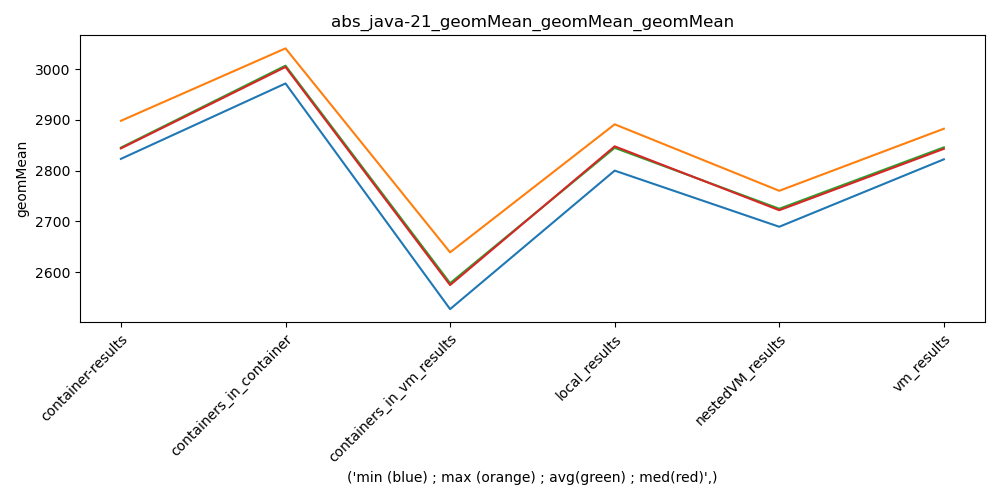 abs_java-21_geomMean_geomMean_geomMean
geomMean
3000
2900
2800
2700
2600
container-results
containers_in_container
containers_in_vm_results
local_results
nestedVM_results
vm_results
('min (blue) ; max (orange) ; avg(green) ; med(red)',)